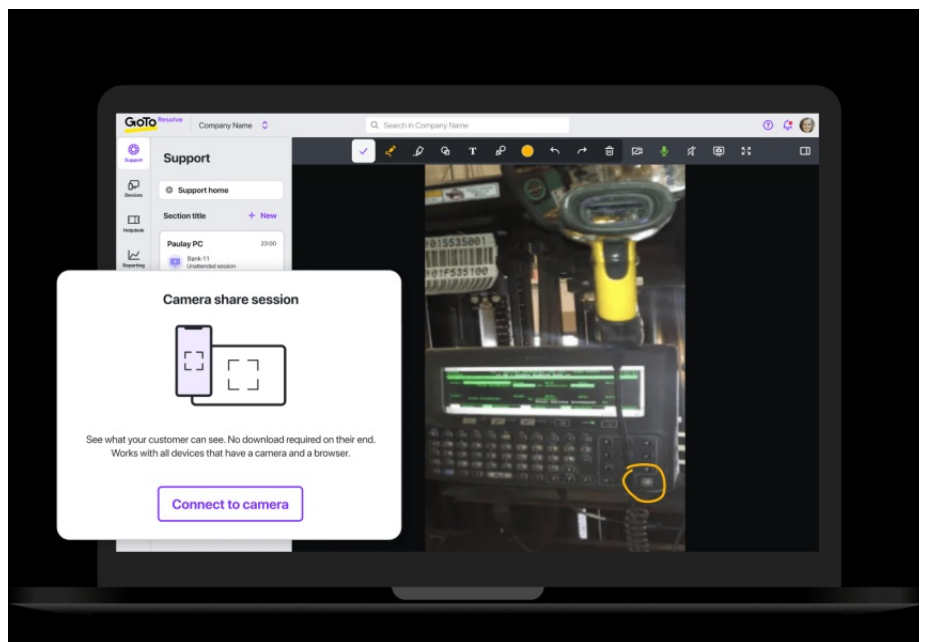 GoTo Resolve
Company Name
Search in Company Name
Support
Support
Devices
Support home
Section title
+ New
Helpdesk
Paulay PC
23:00
Bank-11
Unattended session
Reporting
T
Camera share session
See what your customer can see. No download required on their end.
Works with all devices that have a camera and a browser.
Connect to camera